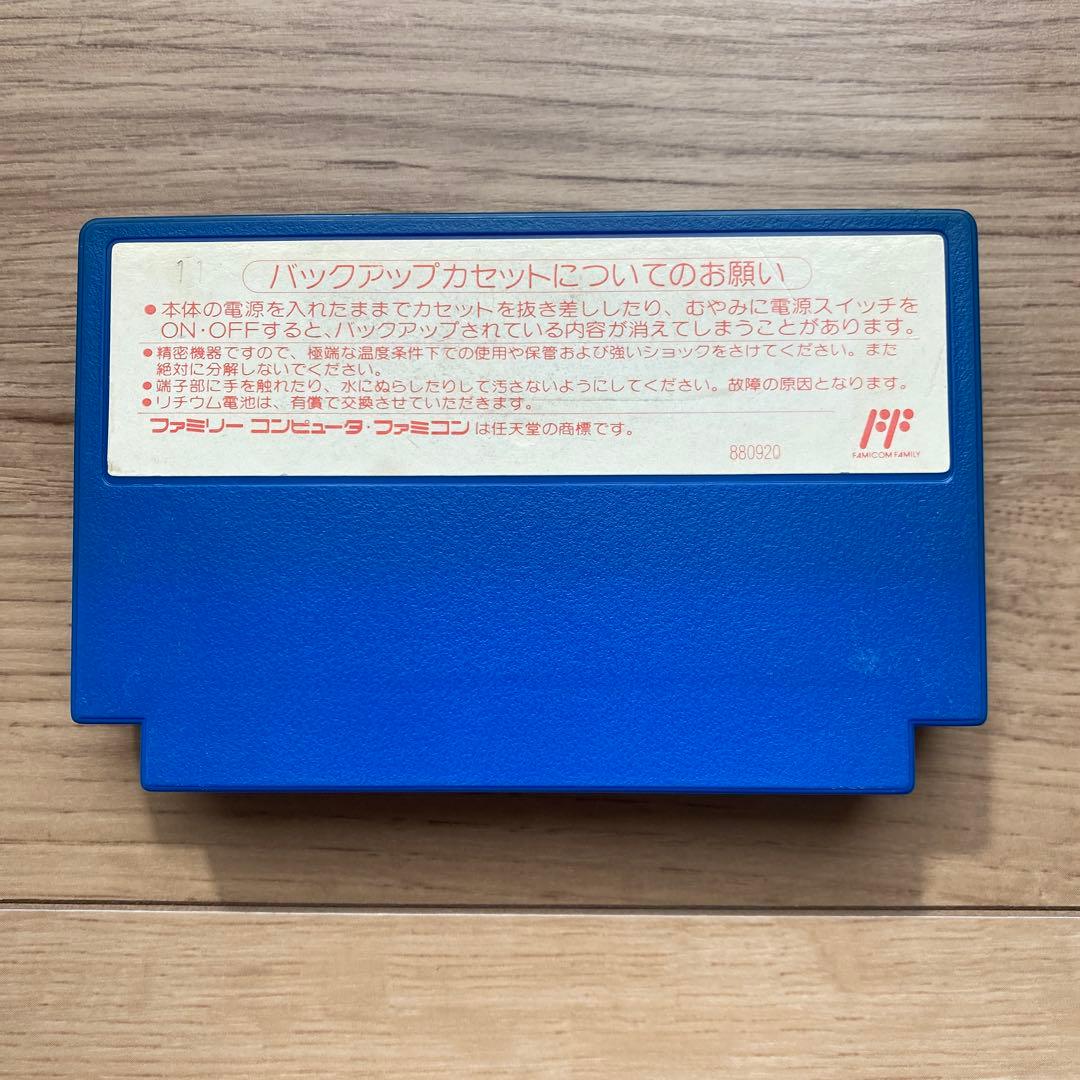 11
バックアップカセットについてのお願い
●本体の電源を入れたままでカセットを抜き差ししたり、むやみに電源スイッチを
ON・OFFすると、バックアップされている内容が消えてしまうことがあります。
●精密機器ですので、極端な温度条件下での使用や保管および強いショックをさけてください。また
絶対に分解しないでください。
●端子部に手を触れたり、水にぬらしたりして汚さないようにしてください。故障の原因となります。
●リチウム電池は、有償で交換させていただきます。
ファミリー コンピュータ・ファミコンは任天堂の商標です。
880920
FAMICOM FAMILY